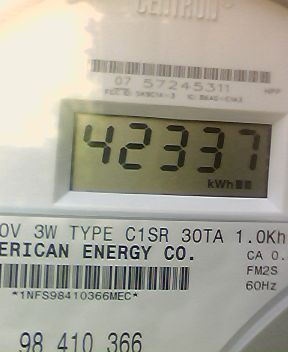 CENTRON®
07 57245311
42337
kWh
0V 3W TYPE C1SR 30TA 1.0Kh
ERICAN ENERGY CO.
CA 0.
FM2S
*1NFS98410366MEC*
60Hz
98 410 366